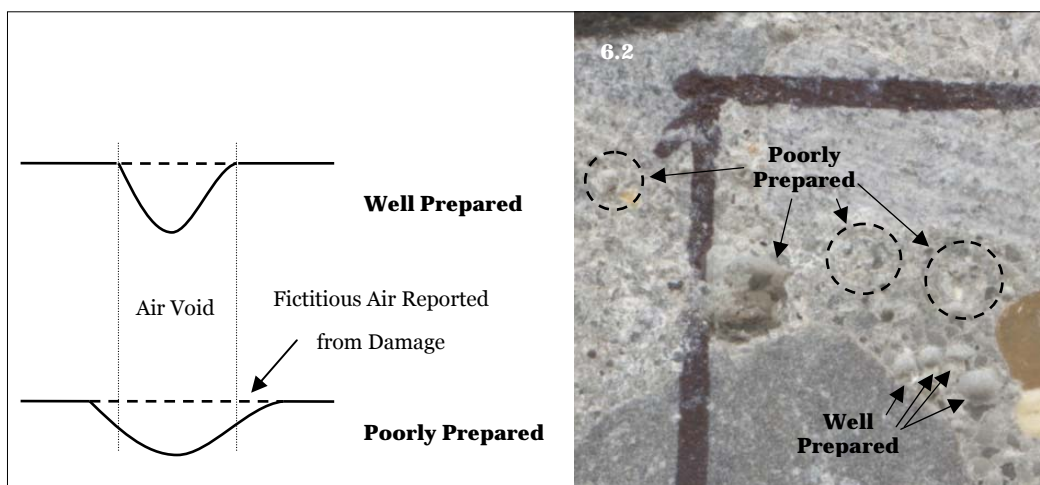 Well Prepared
Air Void
Fictitious Air Reported
from Damage
Poorly Prepared
6.2
Poorly
Prepared
Well
Prepared